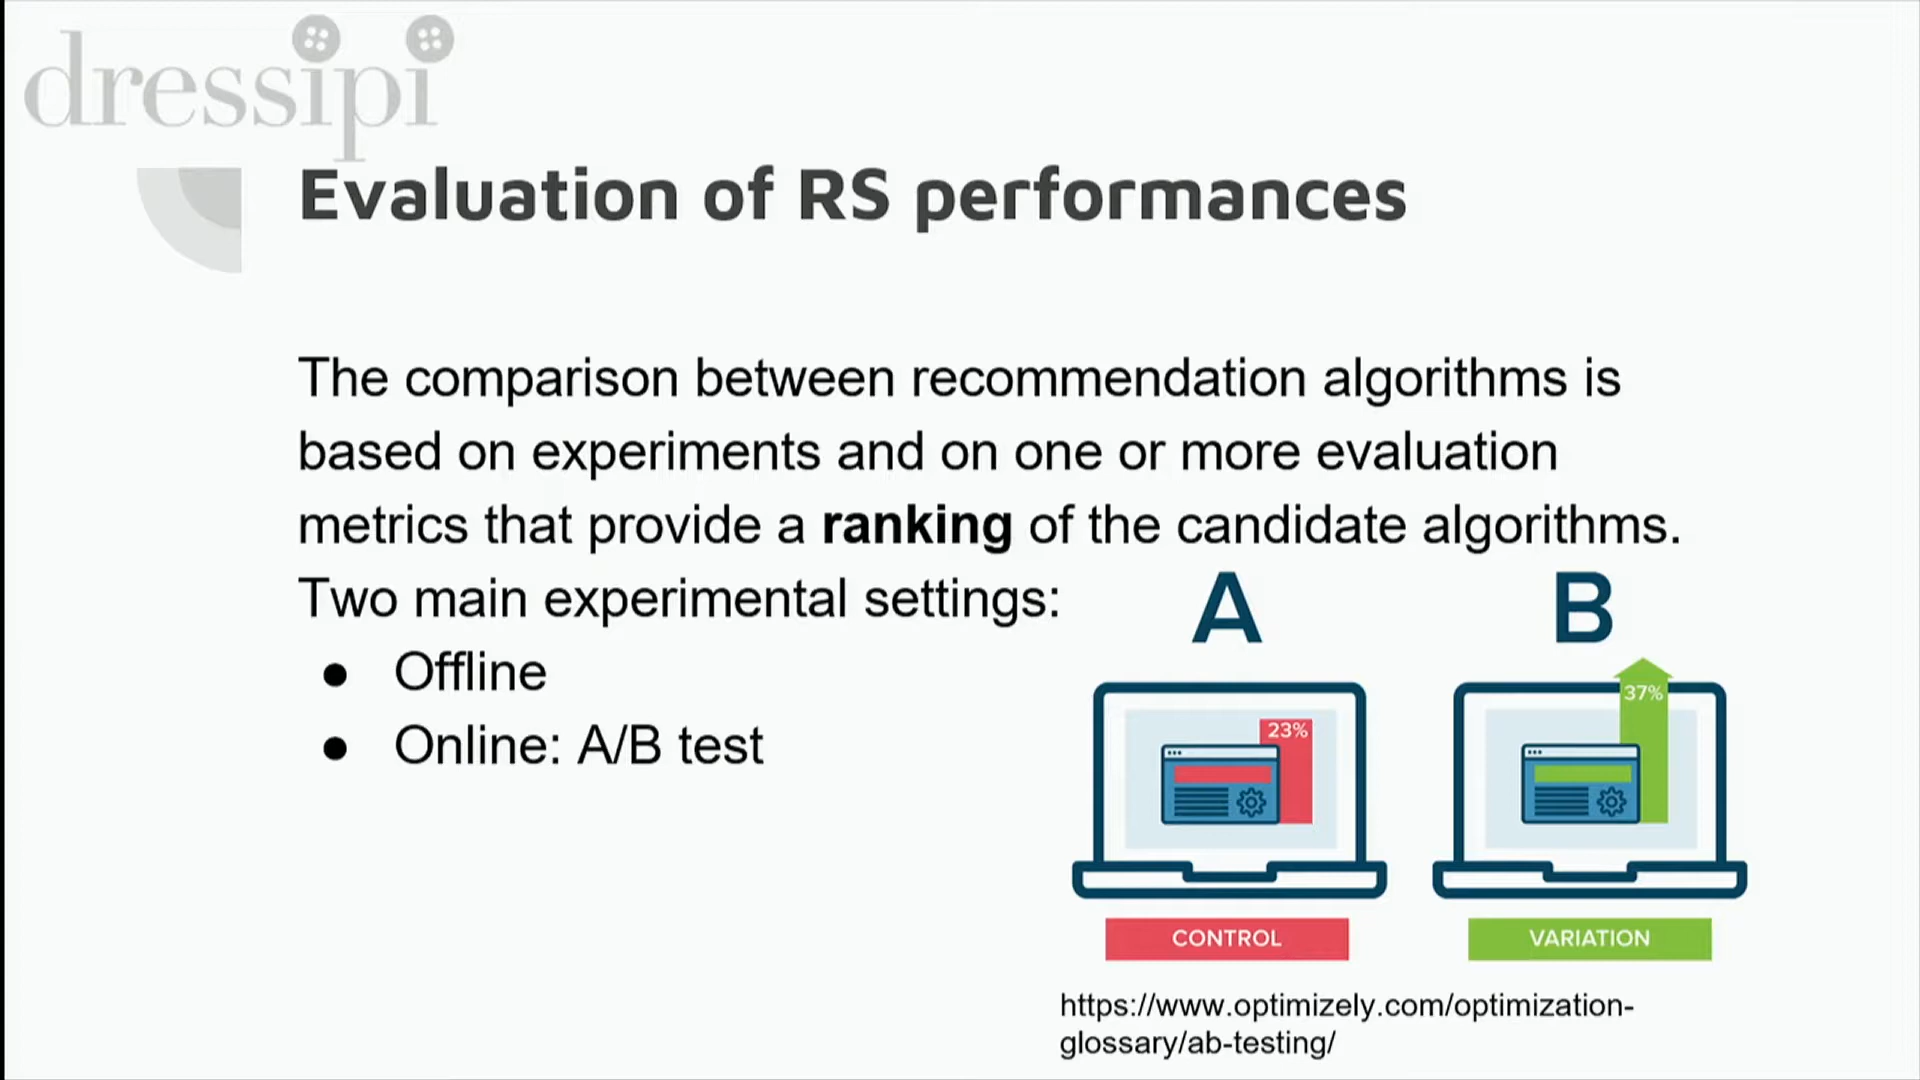 dressipi
Evaluation of RS performances
The comparison between recommendation algorithms is
based on experiments and on one or more evaluation
metrics that provide a ranking of the candidate algorithms.
Two main experimental settings:
● Offline
● Online: A/B test
A B
23% 37%
CONTROL VARIATION
https://www.optimizely.com/optimization-
glossary/ab-testing/